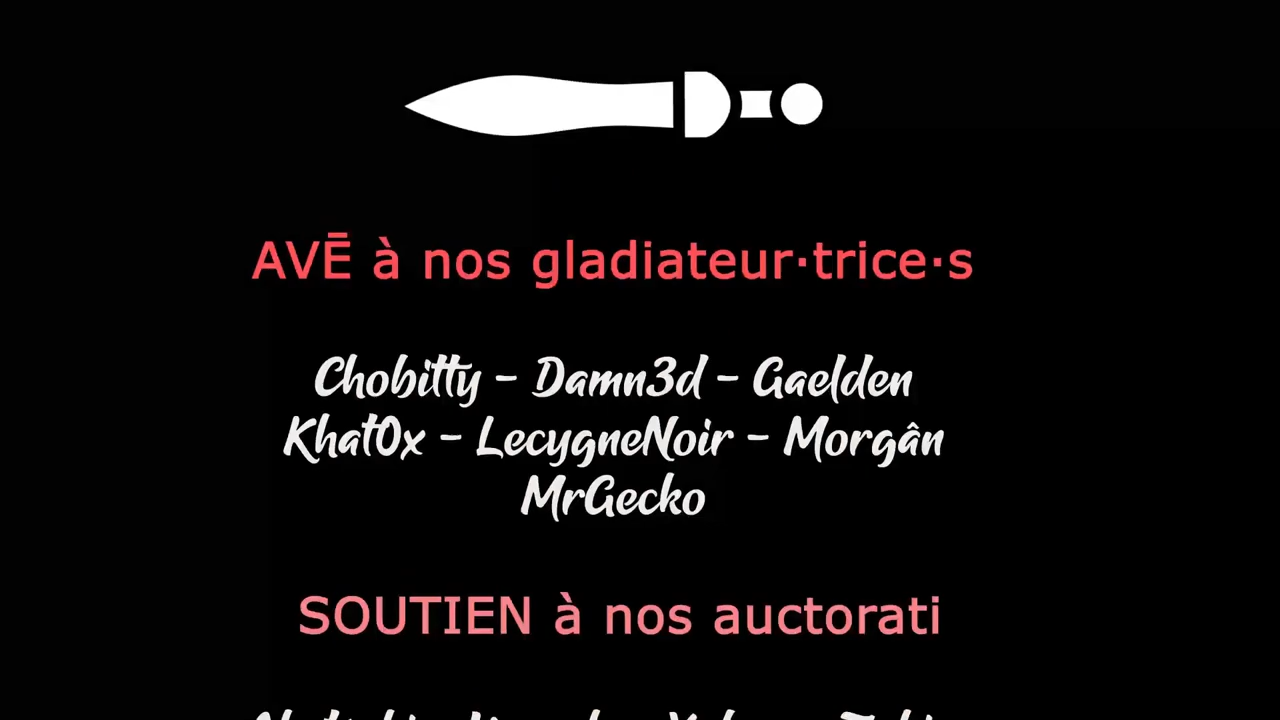 AVĒ à nos gladiateur·trice·s
Chobitty - Damn3d - Gaelden
Khat0x - LecygneNoir - Morgân
MrGecko
SOUTIEN à nos auctorati